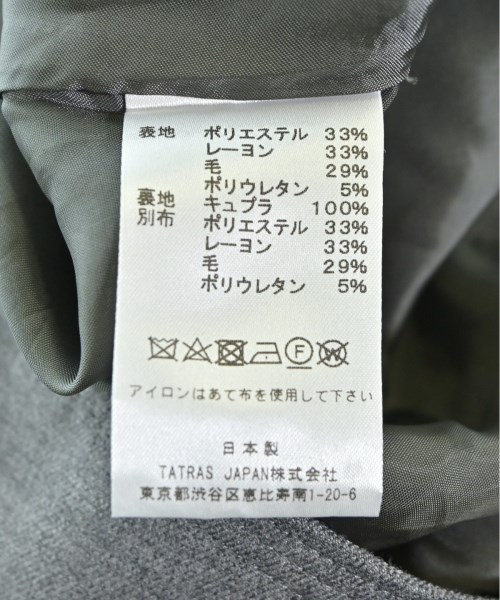 表地 ポリエステル 33%
レーヨン 33%
毛 29%
ポリウレタン 5%
裏地 キュプラ 100%
別布 ポリエステル 33%
レーヨン 33%
毛 29%
ポリウレタン 5%
アイロンはあて布を使用して下さい
日本製
TATRAS JAPAN株式会社
東京都渋谷区恵比寿南1-20-6